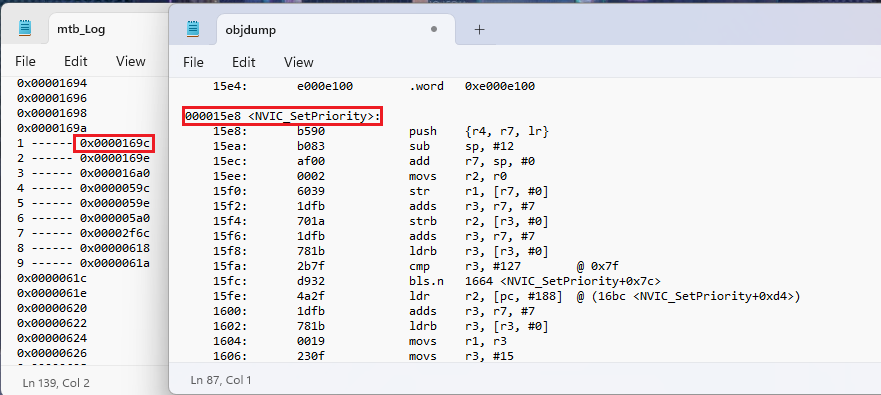 mtb_Log
File Edit View
0x00001694
0x00001696
0x00001698
0x0000169a
1 ------ 0x0000169c
2 ------ 0x0000169e
3 ------ 0x000016a0
4 ------ 0x0000059c
5 ------ 0x0000059e
6 ------ 0x000005a0
7 ------ 0x00002f6c
8 ------ 0x00000618
9 ------ 0x0000061a
0x0000061c
0x0000061e
0x00000620
0x00000622
0x00000624
0x00000626
Ln 139, Col 2
objdump
File Edit View
15e4: e000e100 .word 0xe000e100
000015e8 <NVIC_SetPriority>:
15e8: b590 push {r4, r7, lr}
15ea: b083 sub sp, #12
15ec: af00 add r7, sp, #0
15ee: 0002 movs r2, r0
15f0: 6039 str r1, [r7, #0]
15f2: 1dfb adds r3, r7, #7
15f4: 701a strb r2, [r3, #0]
15f6: 1dfb adds r3, r7, #7
15f8: 781b ldrb r3, [r3, #0]
15fa: 2b7f cmp r3, #127 @ 0x7f
15fc: d932 bls.n 1664 <NVIC_SetPriority+0x7c>
15fe: 4a2f ldr r2, [pc, #188] @ (16bc <NVIC_SetPriority+0xd4>)
1600: 1dfb adds r3, r7, #7
1602: 781b ldrb r3, [r3, #0]
1604: 0019 movs r1, r3
1606: 230f movs r3, #15
Ln 87, Col 1